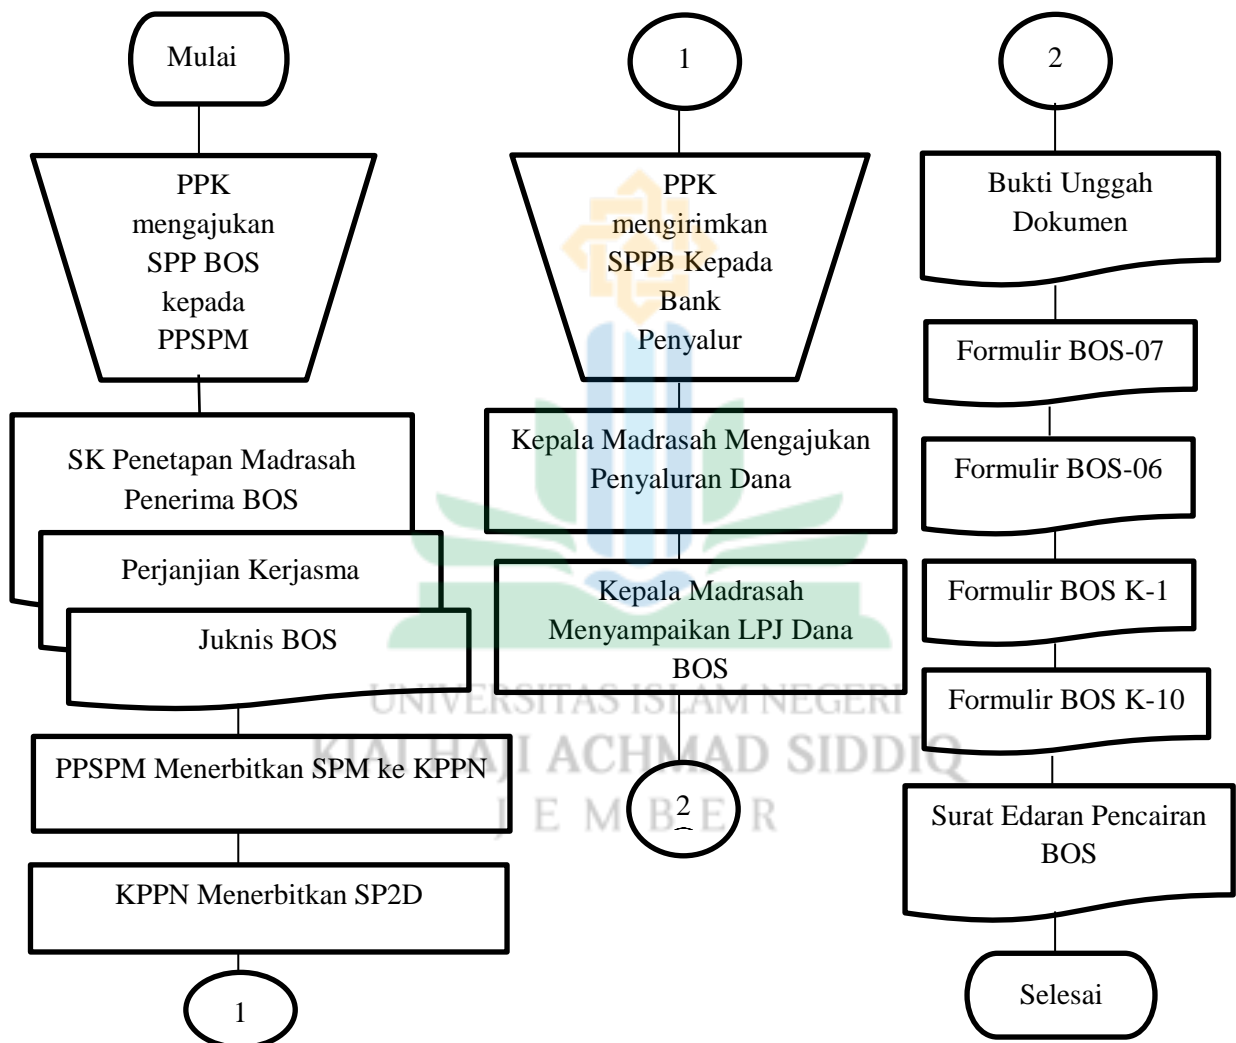 Mulai
PPK
mengajukan
SPP BOS
kepada
PPSPM
SK Penetapan Madrasah
Penerima BOS
Perjanjian Kerjasma
Juknis BOS
PPSPM Menerbitkan SPM ke KPPN
KPPN Menerbitkan SP2D
1
1
PPK
mengirimkan
SPPB Kepada
Bank
Penyalur
Kepala Madrasah Mengajukan
Penyaluran Dana
Kepala Madrasah
Menyampaikan LPJ Dana
BOS
2
2
Bukti Unggah
Dokumen
Formulir BOS-07
Formulir BOS-06
Formulir BOS K-1
Formulir BOS K-10
Surat Edaran Pencairan
BOS
Selesai
UNIVERSITAS ISLAM NEGERI
KIAI HAJI ACHMAD SIDDIQ
JEMBER